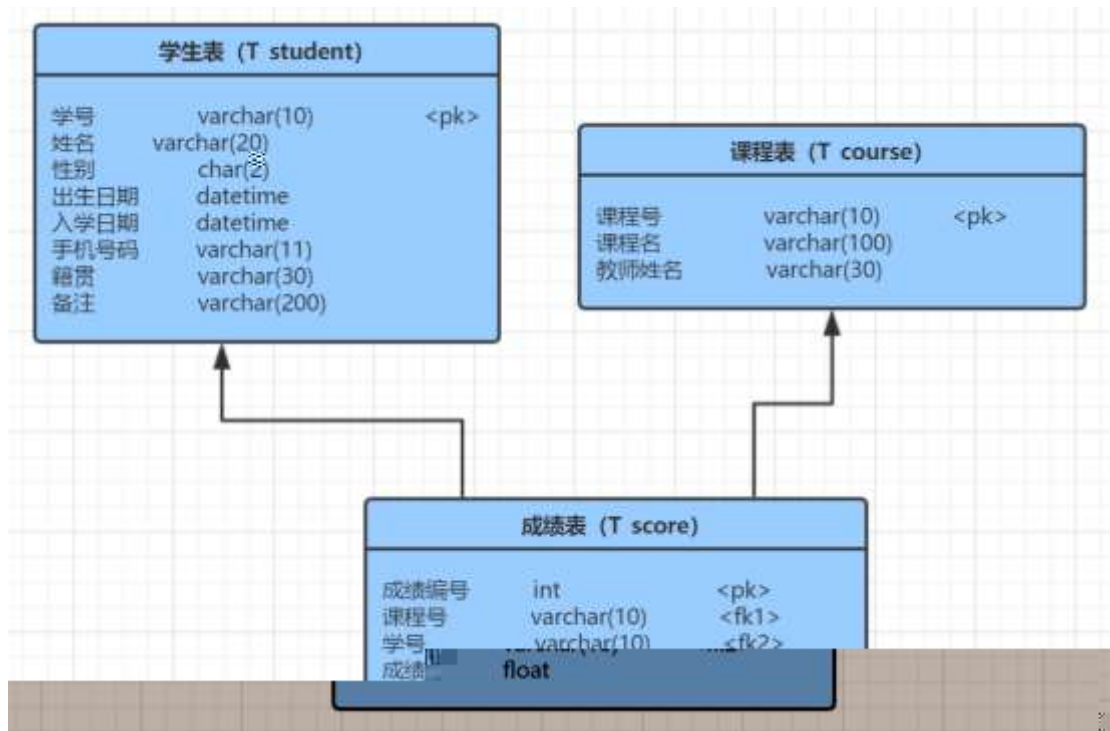 学生表 (T student)
学号 varchar(10) <pk>
姓名 varchar(20)
性别 char(2)
出生日期 datetime
入学日期 datetime
手机号码 varchar(11)
籍贯 varchar(30)
备注 varchar(200)
课程表 (T course)
课程号 varchar(10) <pk>
课程名 varchar(100)
教师姓名 varchar(30)
成绩表 (T score)
成绩编号 int <pk>
课程号 varchar(10) <fk1>
学号 varchar(10) <fk2>
成绩 float